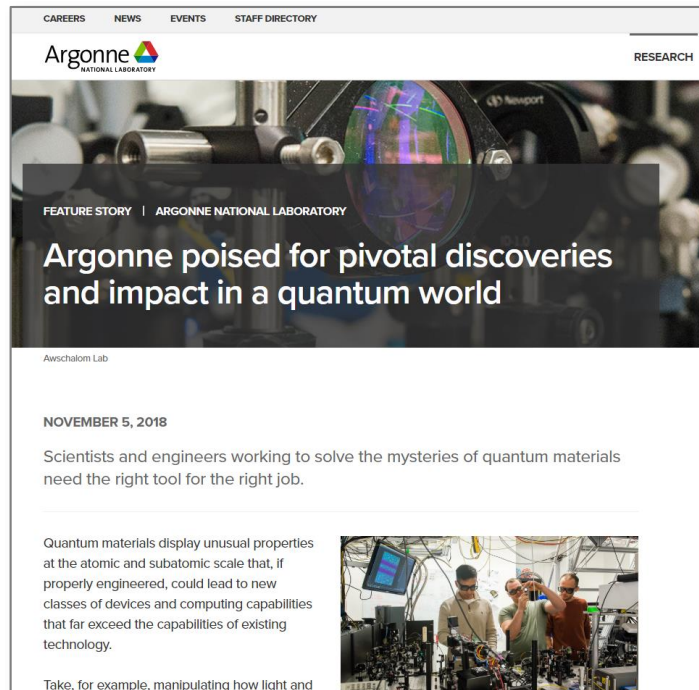 CAREERS NEWS EVENTS STAFF DIRECTORY
Argonne
NATIONAL LABORATORY
RESEARCH
Newport
FEATURE STORY | ARGONNE NATIONAL LABORATORY
Argonne poised for pivotal discoveries
and impact in a quantum world
Awschalom Lab
NOVEMBER 5, 2018
Scientists and engineers working to solve the mysteries of quantum materials
need the right tool for the right job.
Quantum materials display unusual properties
at the atomic and subatomic scale that, if
properly engineered, could lead to new
classes of devices and computing capabilities
that far exceed the capabilities of existing
technology.
Take, for example, manipulating how light and